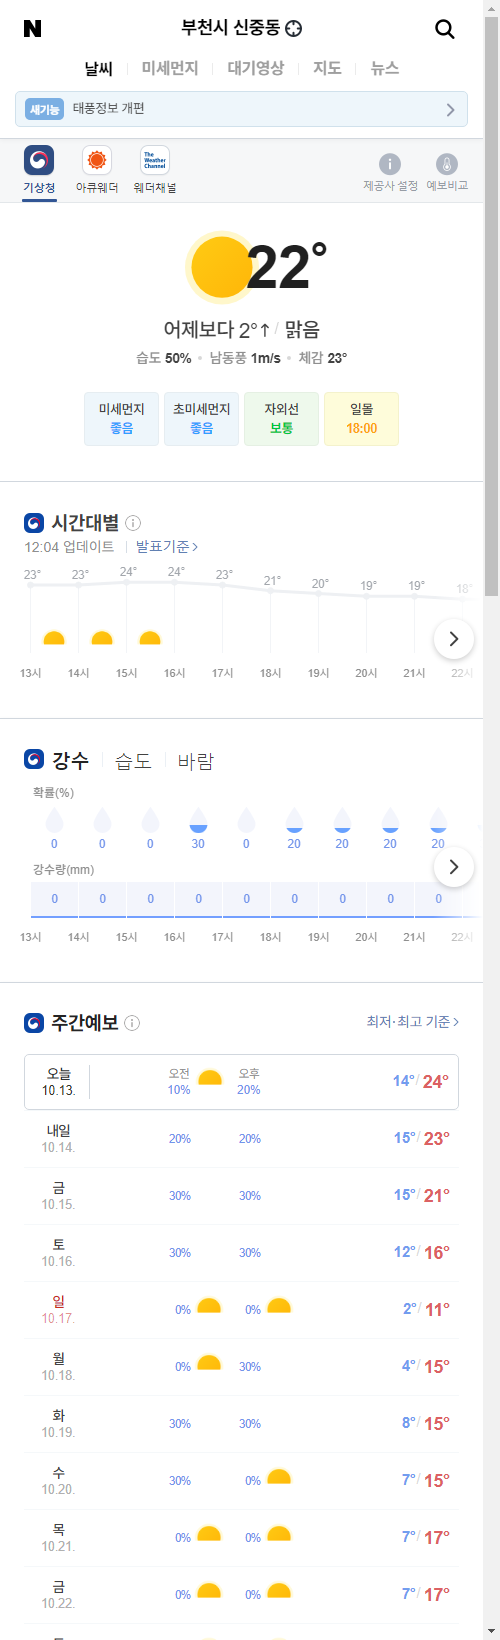 N
부천시 신중동
날씨 미세먼지 대기영상 지도 뉴스
새기능 태풍정보 개편
The Weather Channel
기상청 아큐웨더 웨더채널 제공사 설정 예보비교
22°
어제보다 2°↑ / 맑음
습도 50% • 남동풍 1m/s • 체감 23°
미세먼지 초미세먼지 자외선 일몰
좋음 좋음 보통 18:00
시간대별
12:04 업데이트 발표기준 >
23° 23° 24° 24° 23° 21° 20° 19° 19° 18°
13시 14시 15시 16시 17시 18시 19시 20시 21시 22시
강수 습도 바람
확률(%)
0 0 0 30 0 20 20 20 20
강수량(mm)
0 0 0 0 0 0 0 0 0
13시 14시 15시 16시 17시 18시 19시 20시 21시 22시
주간예보 최저·최고 기준 >
오늘 오전 오후
10.13. 10% 20% 14°/ 24°
내일
10.14. 20% 20% 15°/ 23°
금
10.15. 30% 30% 15°/ 21°
토
10.16. 30% 30% 12°/ 16°
일
10.17. 0% 0% 2°/ 11°
월
10.18. 0% 30% 4°/ 15°
화
10.19. 30% 30% 8°/ 15°
수
10.20. 30% 0% 7°/ 15°
목
10.21. 0% 0% 7°/ 17°
금
10.22. 0% 0% 7°/ 17°